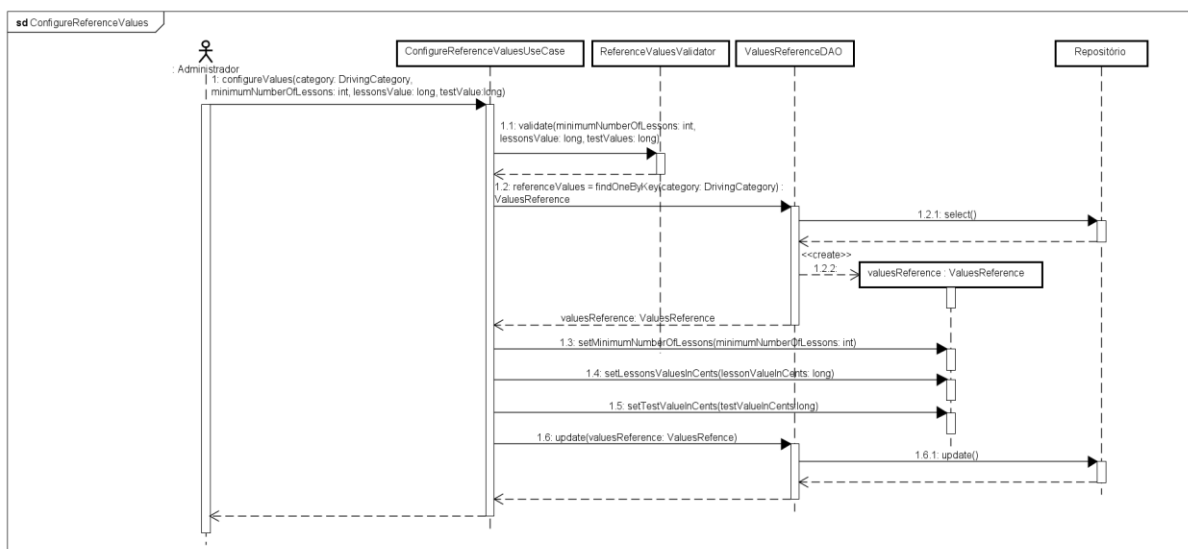 sd ConfigureReferenceValues
: Administrador
ConfigureReferenceValuesUseCase
ReferenceValuesValidator
ValuesReferenceDAO
Repositório
1: configureValues(category: DrivingCategory,
minimumNumberOfLessons: int, lessonsValue: long, testValue:long)
1.1: validate(minimumNumberOfLessons: int,
lessonsValue: long, testValues: long)
1.2: referenceValues = findOneByKey(category: DrivingCategory) :
ValuesReference
1.2.1: select()
<<create>>
1.2.2:
valuesReference : ValuesReference
valuesReference: ValuesReference
1.3: setMinimumNumberOfLessons(minimumNumberOfLessons: int)
1.4: setLessonsValuesInCents(lessonValueInCents: long)
1.5: setTestValueInCents(testValueInCents:long)
1.6: update(valuesReference: ValuesRefence)
1.6.1: update()